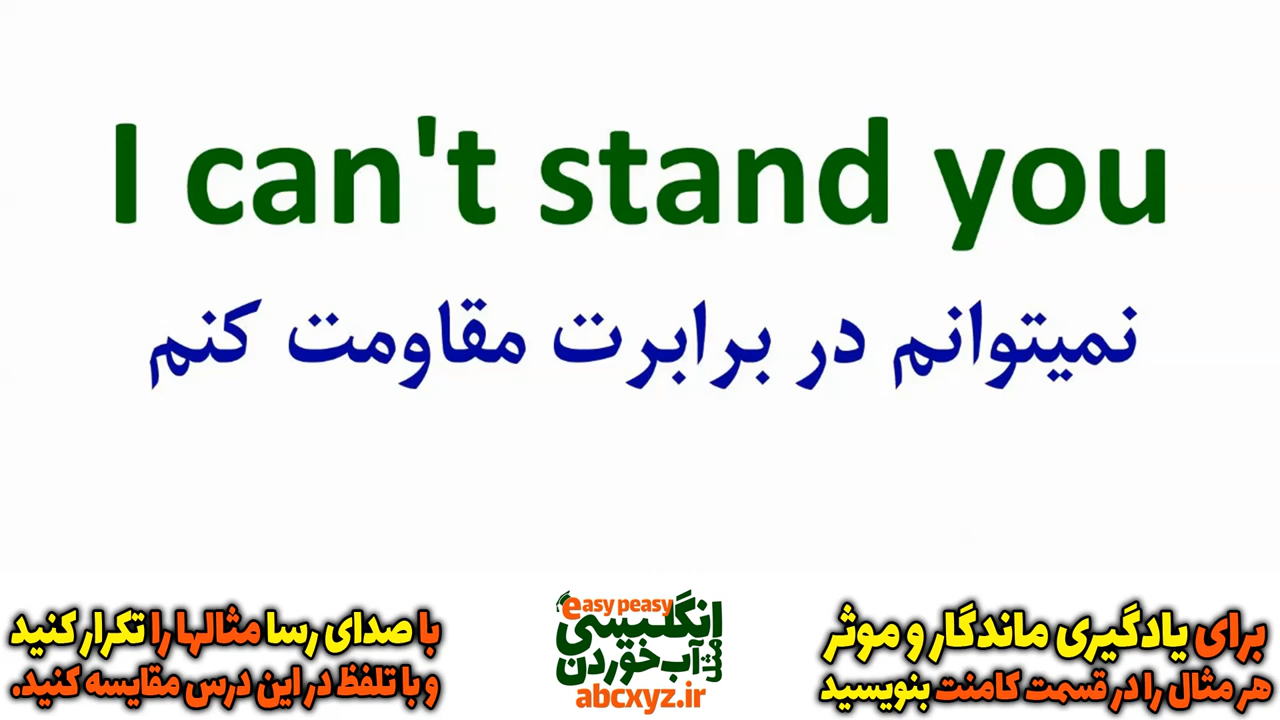 I can't stand you
نمیتوانم در برابرت مقاومت کنم
برای یادگیری ماندگار و موثر
هر مثال را در قسمت کامنت بنویسید
easy peasy
انگلیسی
مثل آب خوردن
abcxyz.ir
با صدای رسا مثالها را تکرار کنید
و با تلفظ در این درس مقایسه کنید.